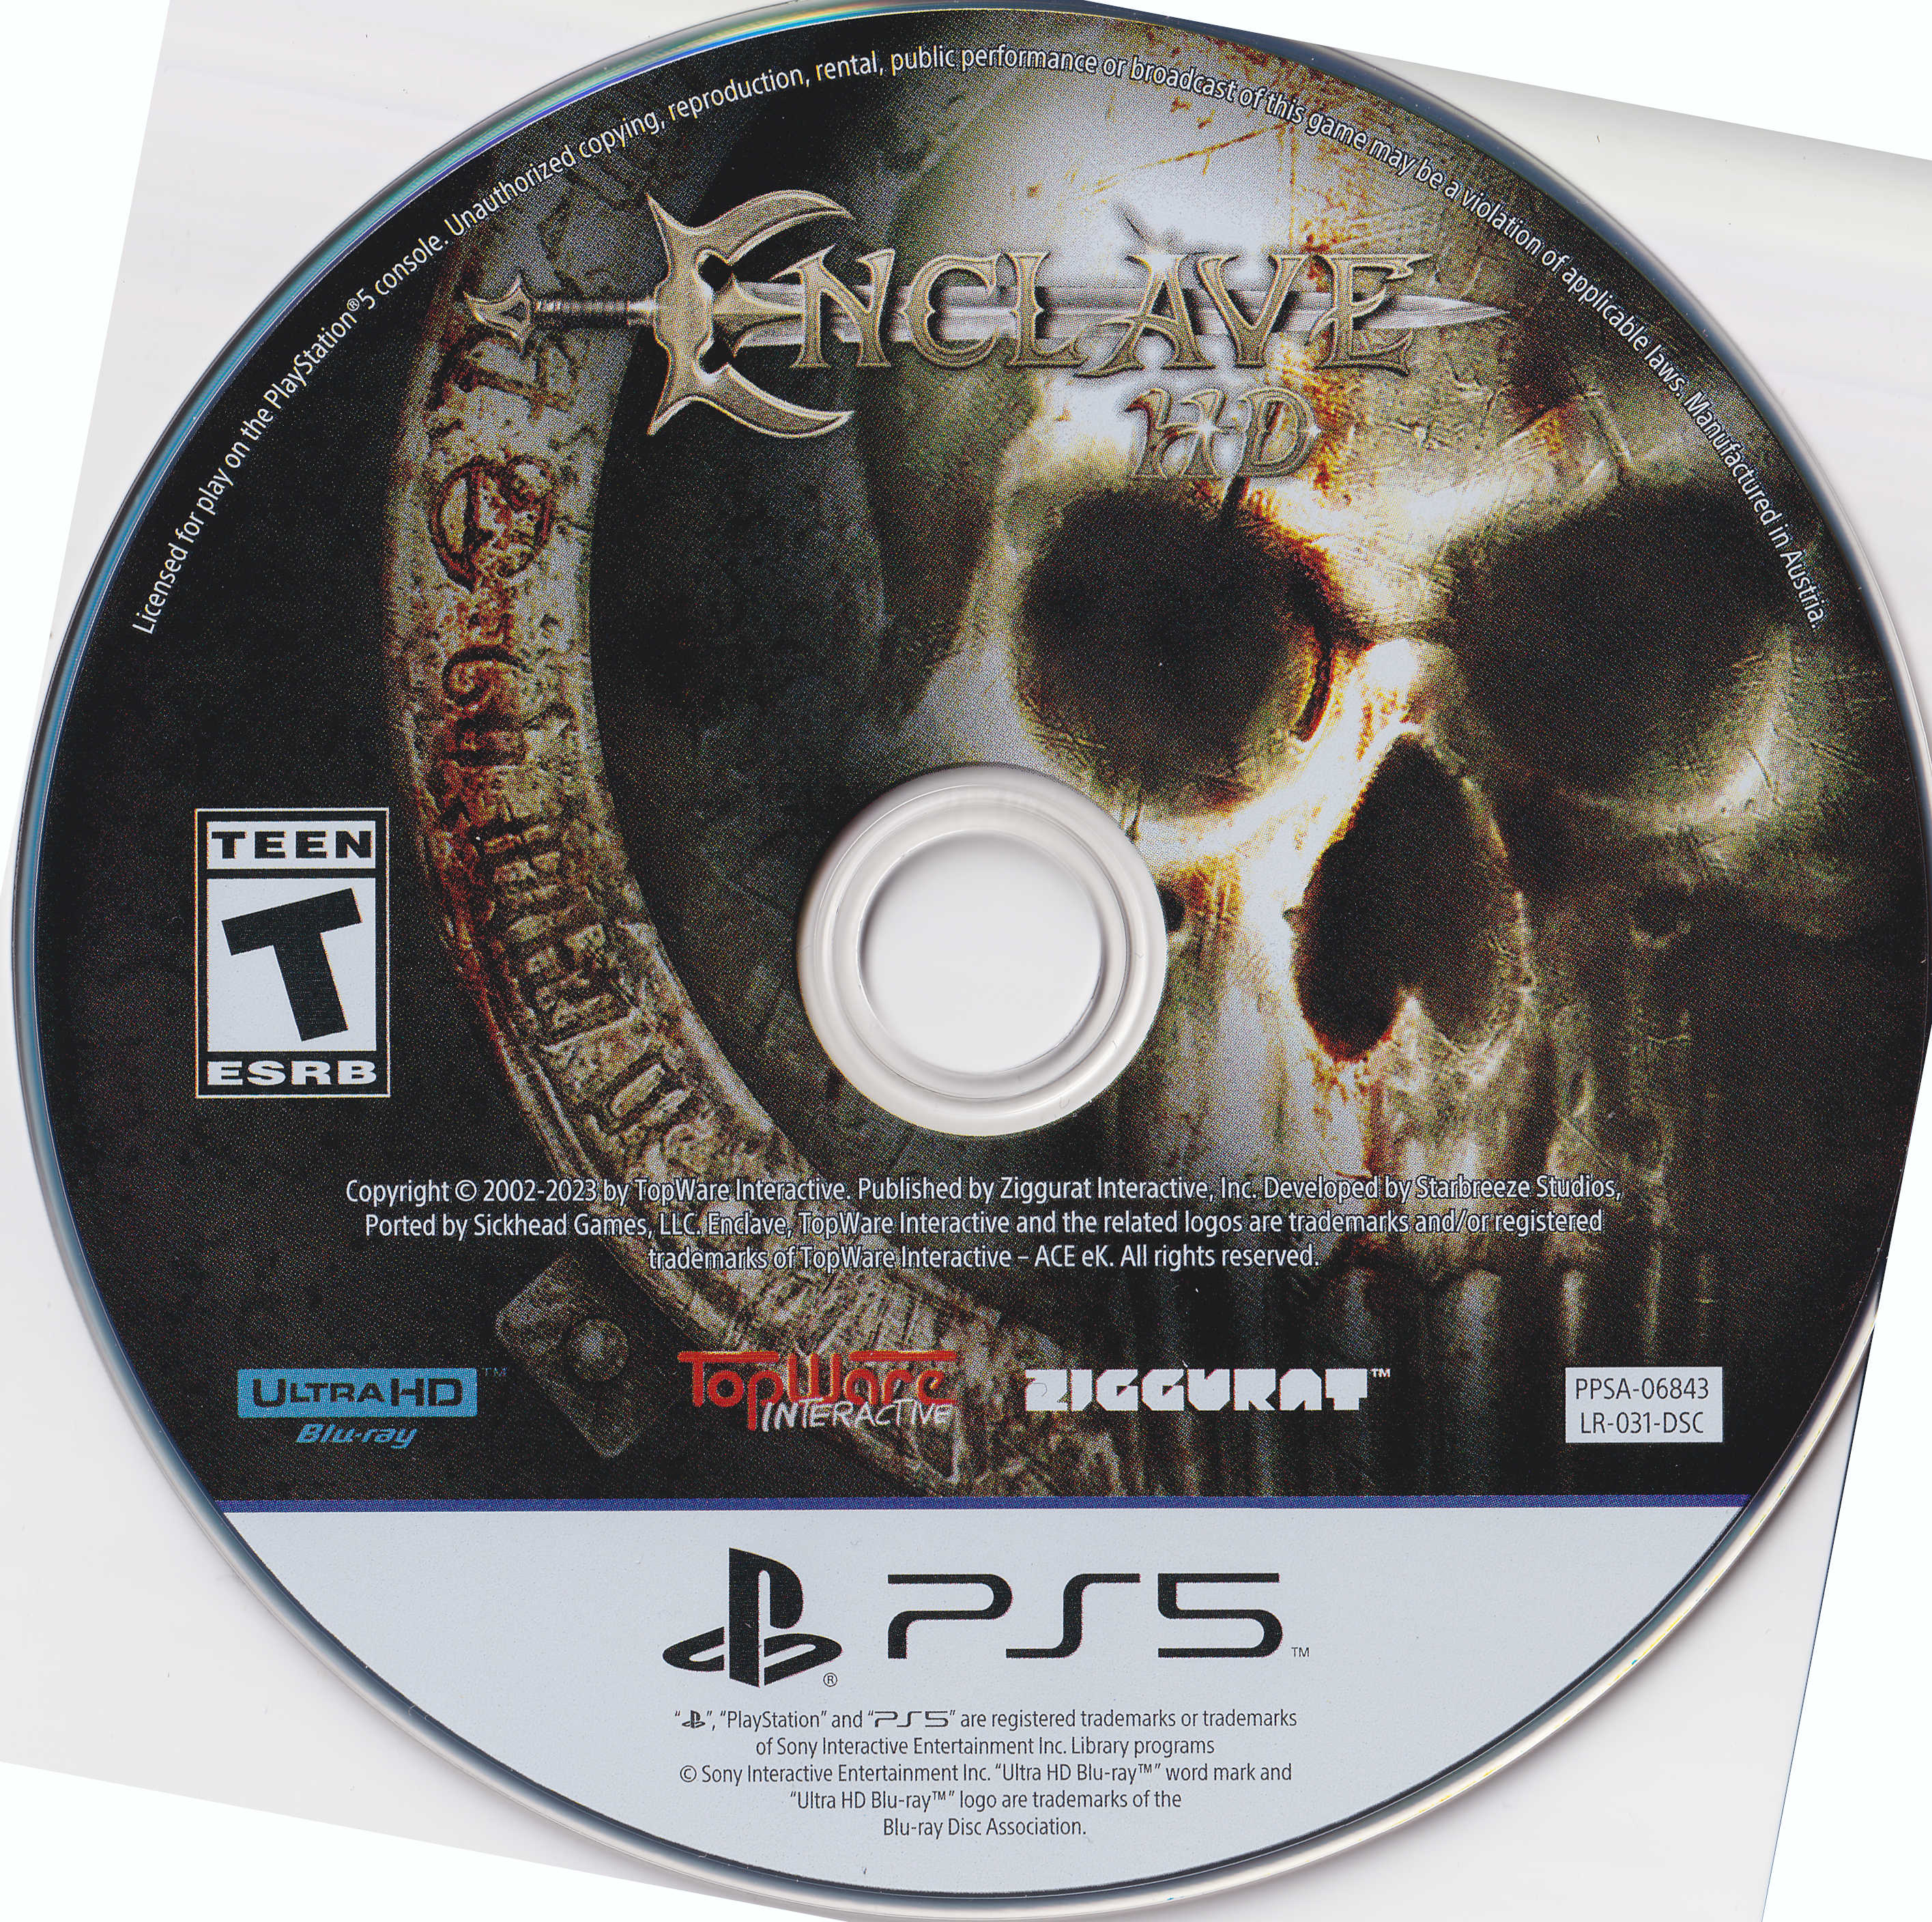 Licensed for play on the PlayStation®5 console. Unauthorized copying, reproduction, rental, public performance or broadcast of this game may be a violation of applicable laws. Manufactured in Austria.
ENCLAVE
HD
TEEN
T
ESRB
Copyright © 2002-2023 by TopWare Interactive. Published by Ziggurat Interactive, Inc. Developed by Starbreeze Studios,
Ported by Sickhead Games, LLC. Enclave, TopWare Interactive and the related logos are trademarks and/or registered
trademarks of TopWare Interactive – ACE eK. All rights reserved.
ULTRA HD™
Blu-ray
TopWare
INTERACTIVE
ZIGGURAT™
PPSA-06843
LR-031-DSC
PS5™
®
“PS”, “PlayStation” and “PS5” are registered trademarks or trademarks
of Sony Interactive Entertainment Inc. Library programs
© Sony Interactive Entertainment Inc. “Ultra HD Blu-ray™” word mark and
“Ultra HD Blu-ray™” logo are trademarks of the
Blu-ray Disc Association.